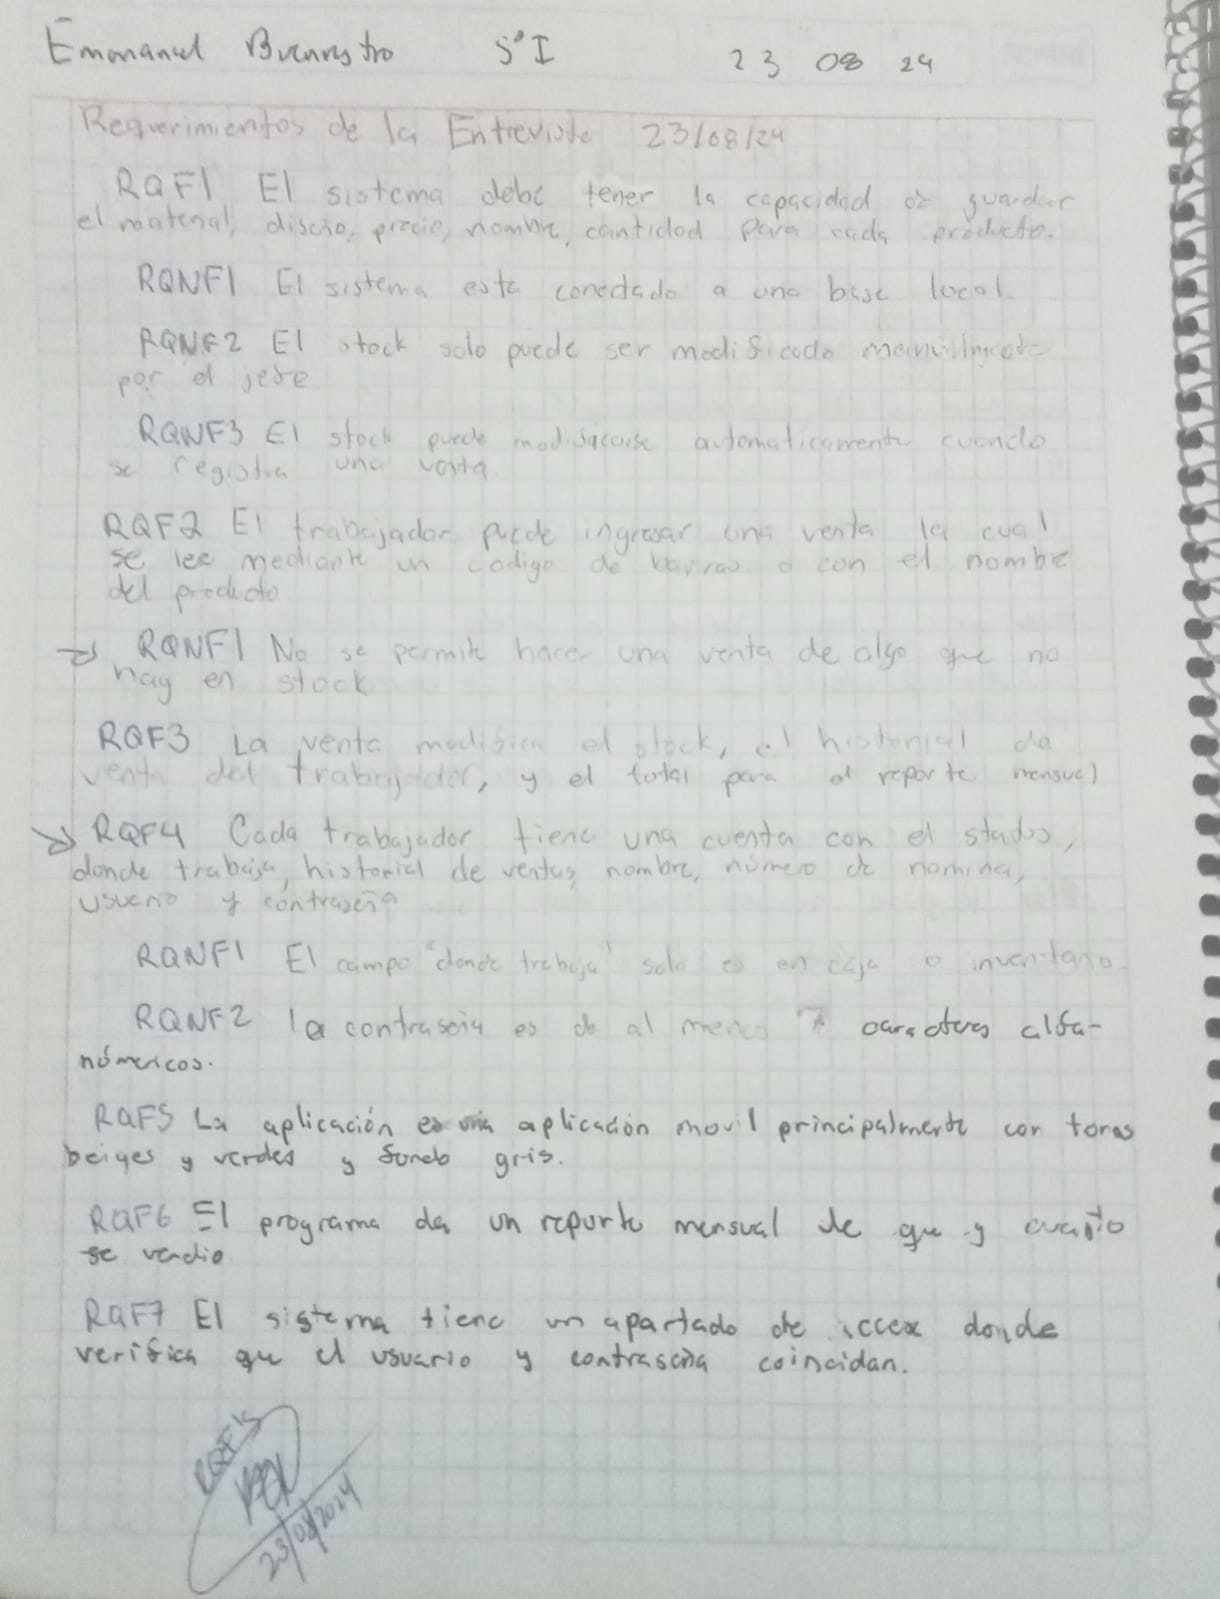 Emmanuel Buenrostro 5°I 23 08 24
Requerimientos de la Entrevista 23/08/24
RQF1 El sistema debe tener la capacidad de guardar
el material, diseño, precio, nombre, cantidad para cada producto.
RQNF1 El sistema esta conectado a una base local
RQNF2 El stock solo puede ser modificado manualmente
por el jefe.
RQNF3 El stock puede modificarse automaticamente cuando
se registra una venta.
RQF2 El trabajador puede ingresar una venta la cual
se lee mediante un codigo de barras o con el nombre
del producto
RQNF1 No se permite hacer una venta de algo que no
hay en stock
RQF3 La venta modifica el stock, el historial de
venta del trabajador, y el total para el reporte mensual
RQF4 Cada trabajador tiene una cuenta con el
donde trabaja, historial de ventas, nombre, número de nomina,
usuario y contraseña
RQNF1 El campo "donde trabaja" solo es en caja o inventario.
RQNF2 la contraseña es de al menos 7 caracteres alfa-
númericos.
RQF5 La aplicación es una aplicación movil principalmente con tonos
beiges y verdes y fondo gris.
RQF6 El programa da un reporte mensual de que y cuanto
se vendio.
RQF7 El sistema tiene un apartado de donde
verifica que el usuario y contraseña coincidan.
RQF's
23/08/2024